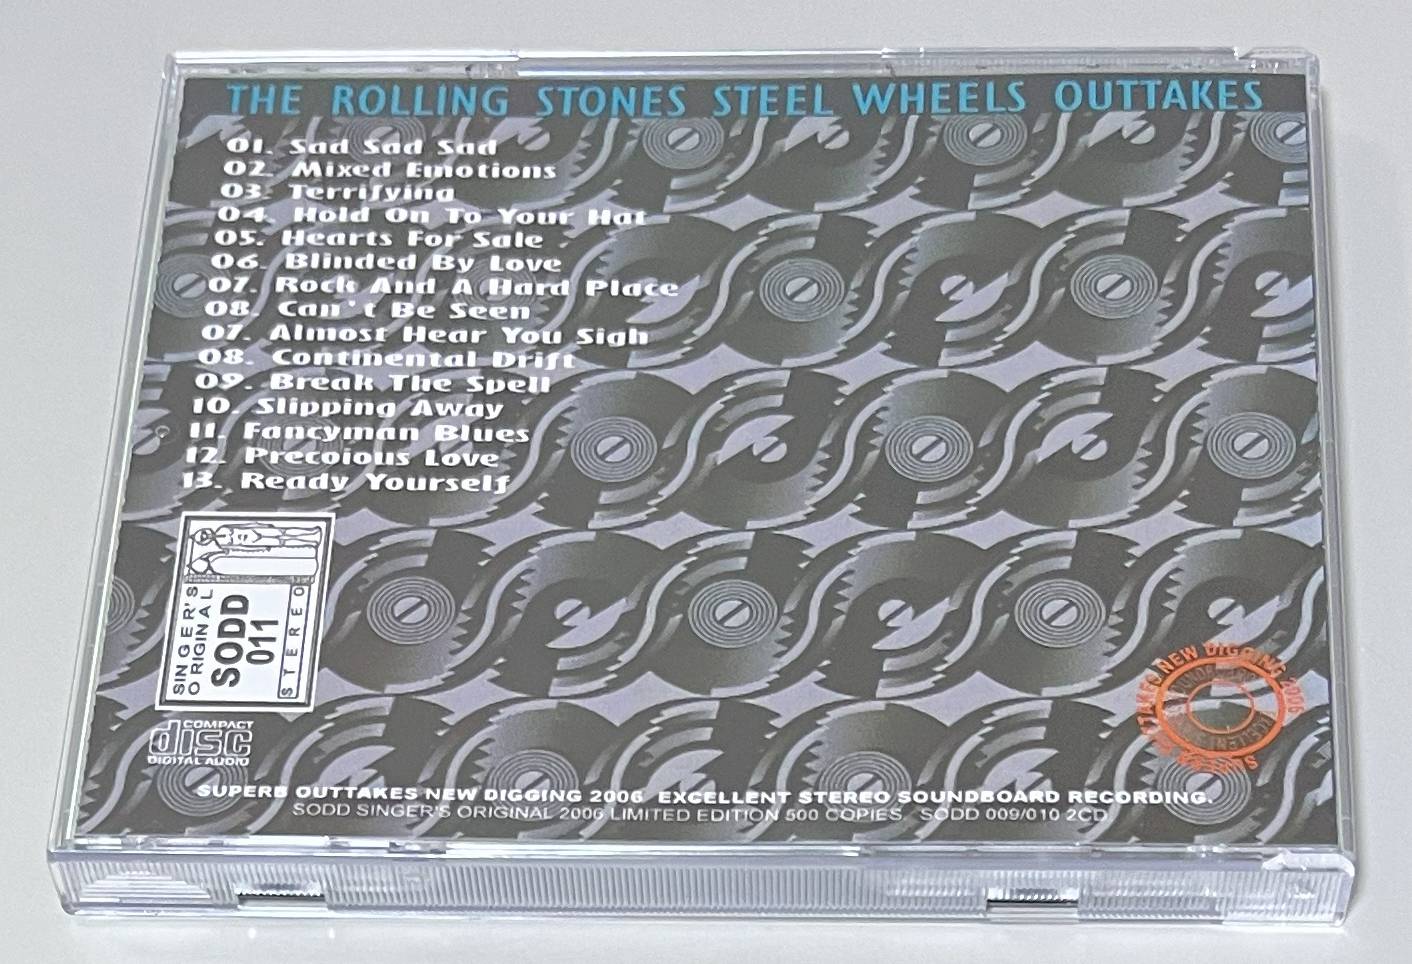 THE ROLLING STONES STEEL WHEELS OUTTAKES
01. Sad Sad Sad
02. Mixed Emotions
03. Terrifying
04. Hold On To Your Hat
05. Hearts For Sale
06. Blinded By Love
07. Rock And A Hard Place
08. Can't Be Seen
07. Almost Hear You Sigh
08. Continental Drift
09. Break The Spell
10. Slipping Away
11. Fancyman Blues
12. Precoious Love
13. Ready Yourself
SINGER'S
ORIGINAL
SODD
011
STEREO
COMPACT
disc
DIGITAL AUDIO
NEW DIGGING 2006
SUPERB OUTTAKES NEW DIGGING 2006 EXCELLENT STEREO SOUNDBOARD RECORDING.
SODD SINGER'S ORIGINAL 2006 LIMITED EDITION 500 COPIES. SODD 009/010 2CD.